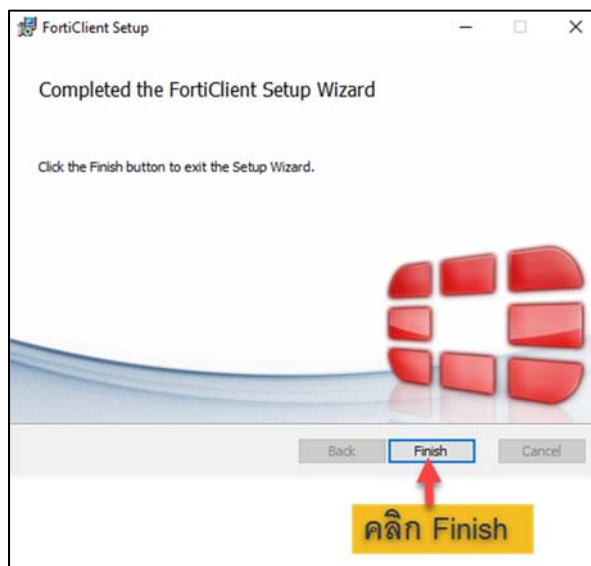 FortiClient Setup
Completed the FortiClient Setup Wizard
Click the Finish button to exit the Setup Wizard.
Back Finish Cancel
คลิก Finish